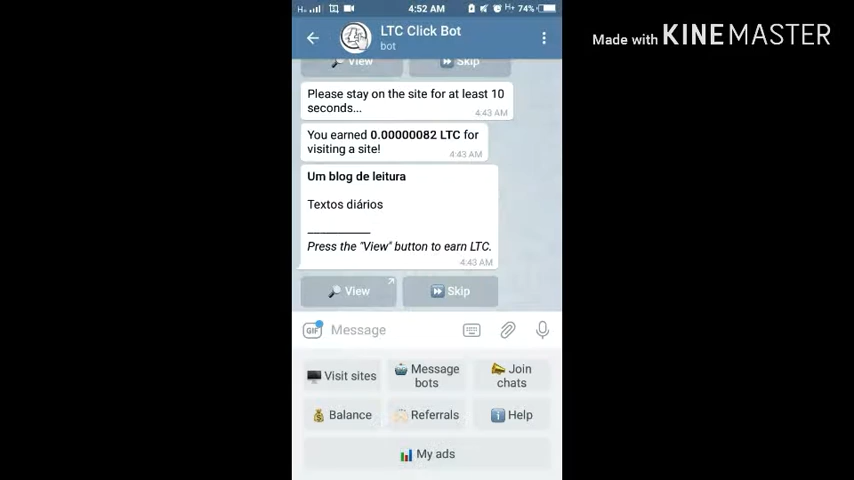 4:52 AM
H+ 74%
LTC Click Bot
bot
Made with KINEMASTER
View
Skip
Please stay on the site for at least 10
seconds...
4:43 AM
You earned 0.00000082 LTC for
visiting a site!
4:43 AM
Um blog de leitura
Textos diários
Press the "View" button to earn LTC.
4:43 AM
View
Skip
GIF
Message
Visit sites
Message
bots
Join
chats
Balance
Referrals
Help
My ads